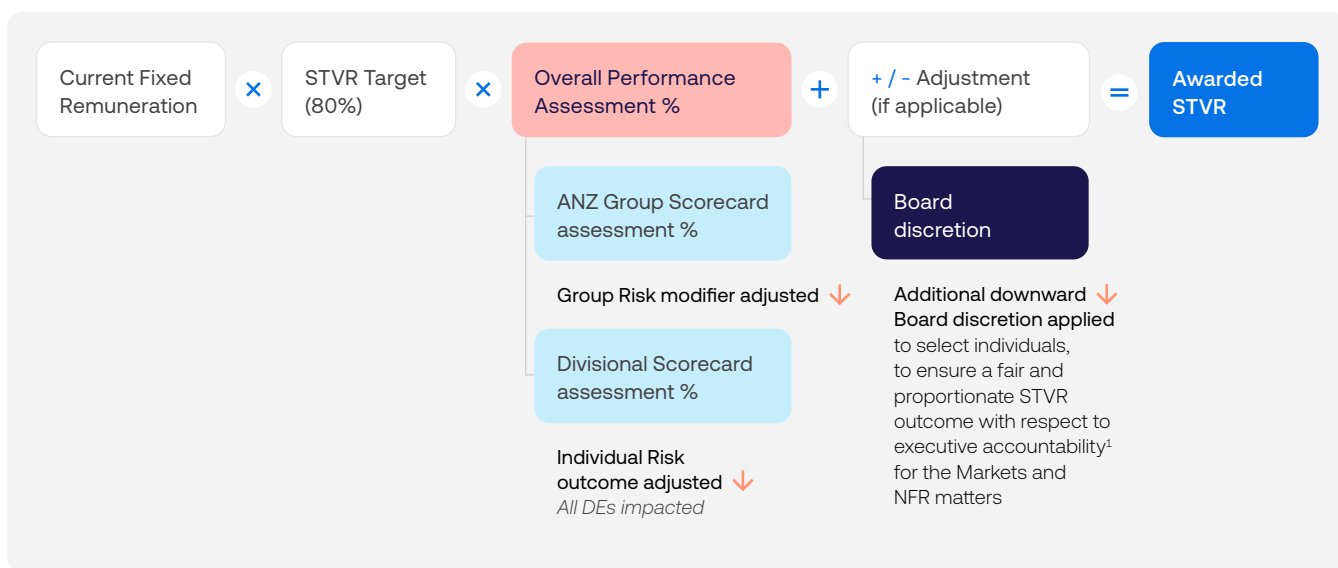 Current Fixed
Remuneration
×
STVR Target
(80%)
×
Overall Performance
Assessment %
+
+ / - Adjustment
(if applicable)
=
Awarded
STVR
ANZ Group Scorecard
assessment %
Group Risk modifier adjusted ↓
Divisional Scorecard
assessment %
Individual Risk
outcome adjusted ↓
All DEs impacted
Board
discretion
Additional downward ↓
Board discretion applied
to select individuals,
to ensure a fair and
proportionate STVR
outcome with respect to
executive accountability¹
for the Markets and
NFR matters